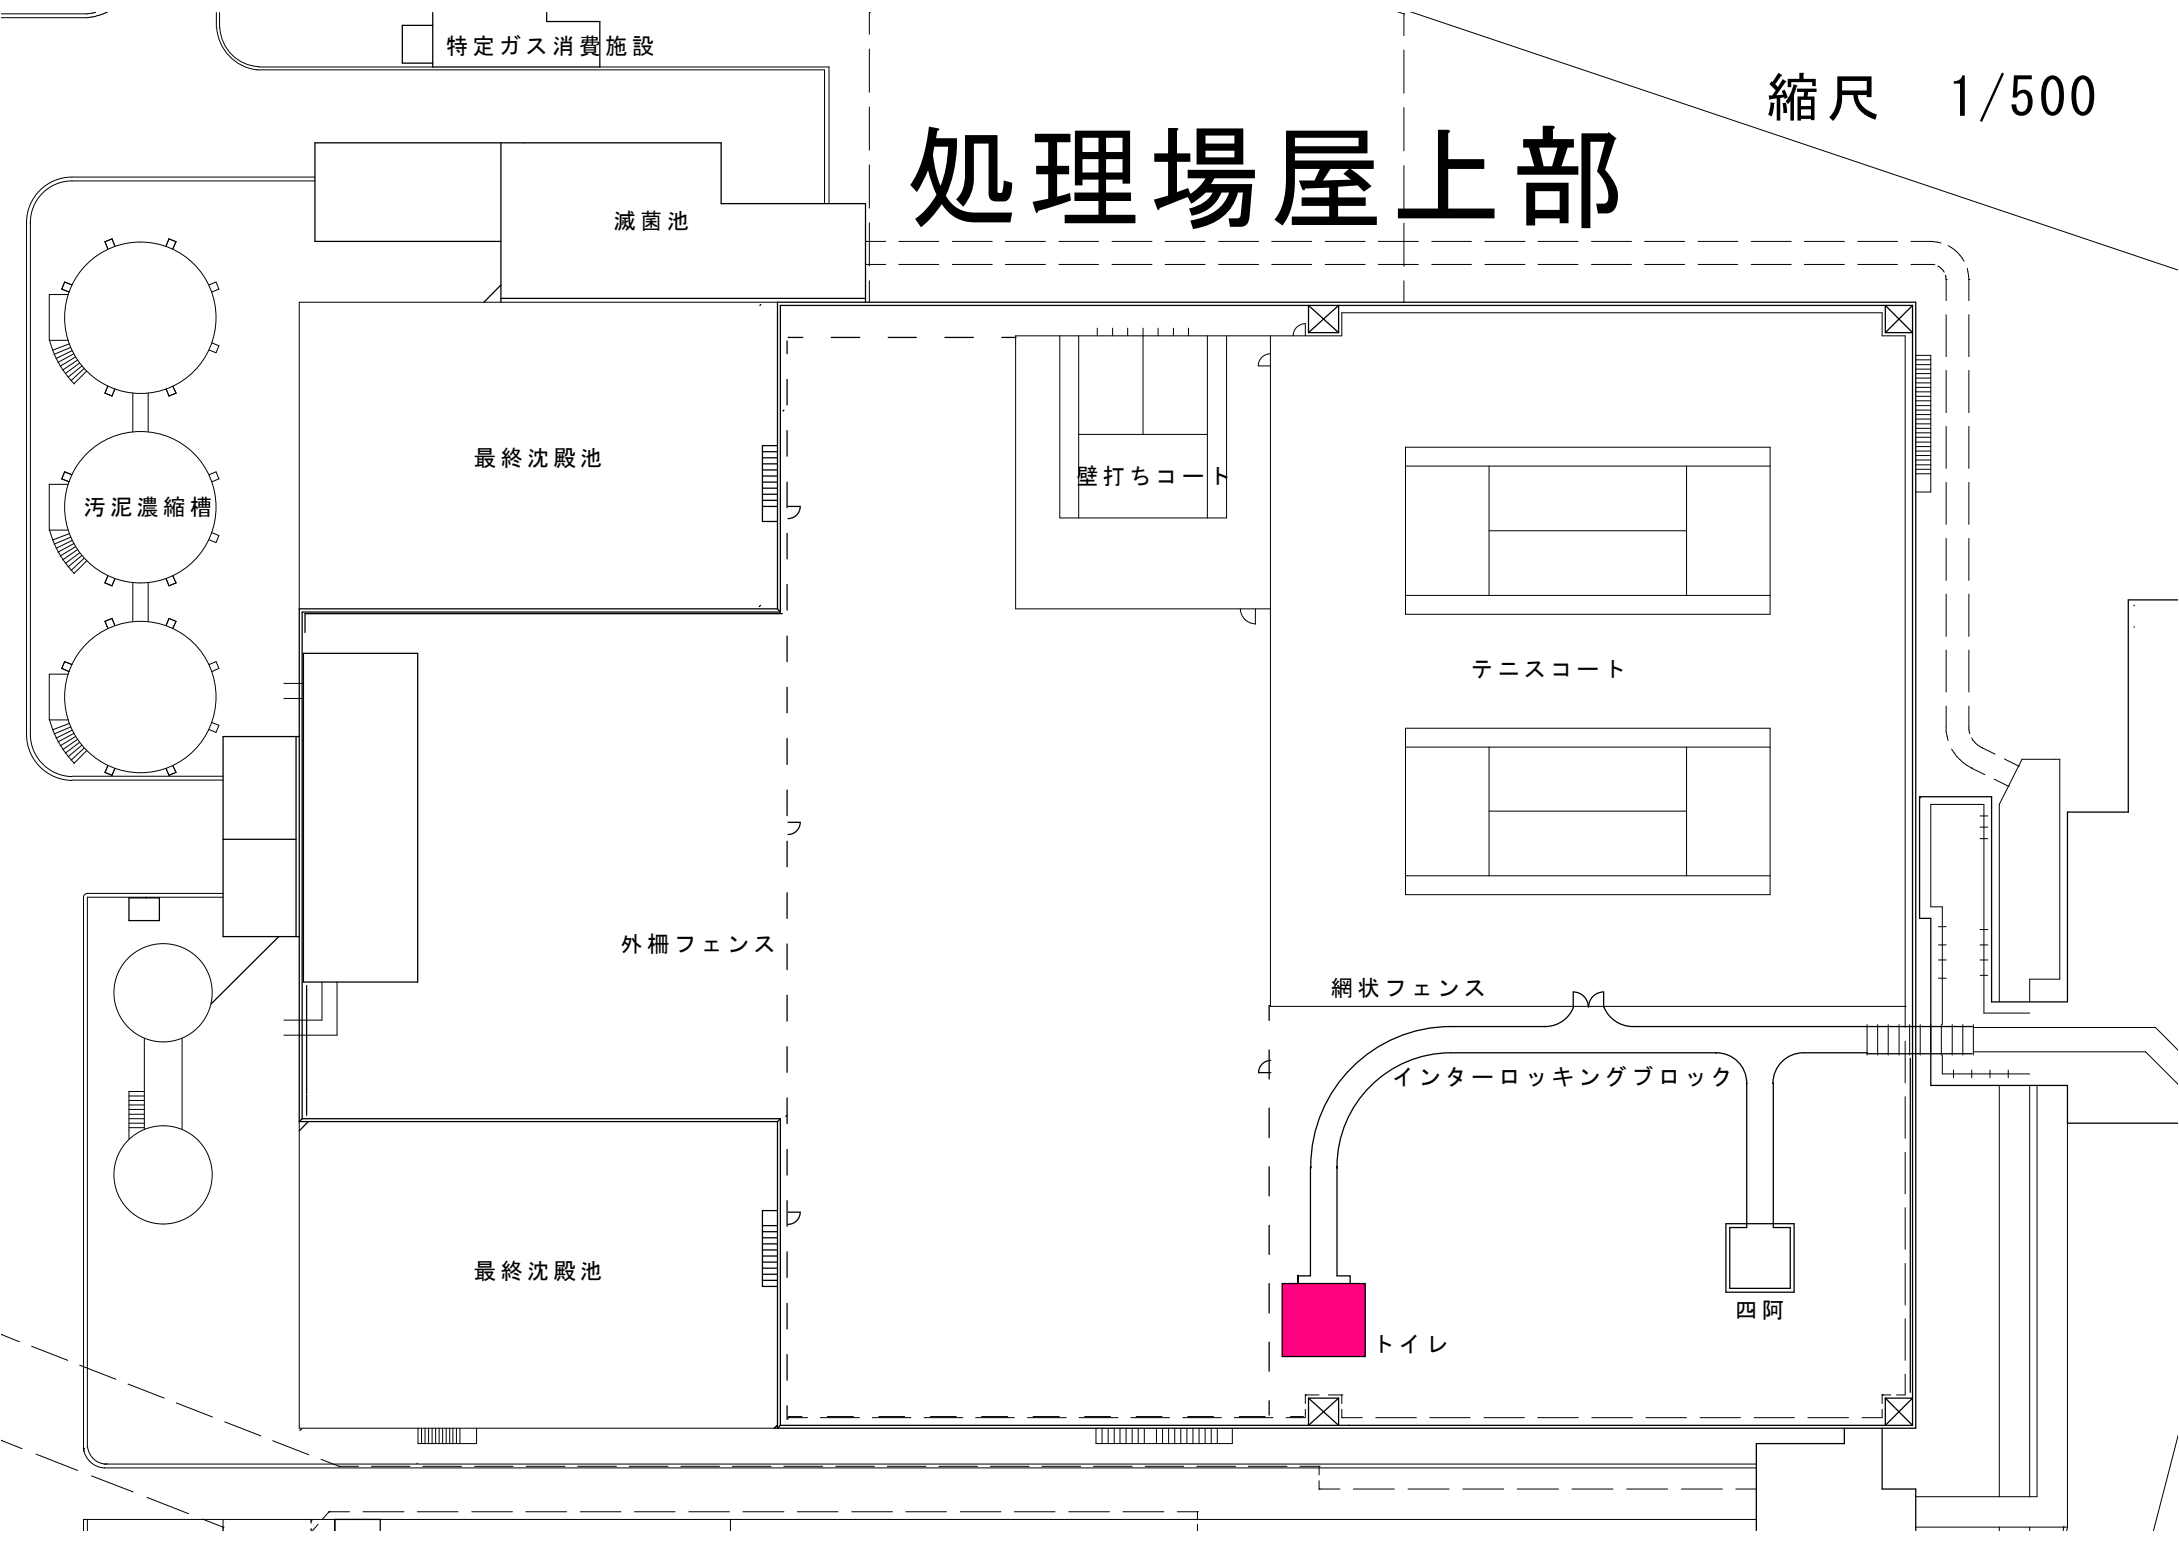 特定ガス消費施設
縮尺　1/500
処理場屋上部
滅菌池
最終沈殿池
壁打ちコート
汚泥濃縮槽
テニスコート
外柵フェンス
網状フェンス
インターロッキングブロック
最終沈殿池
四阿
トイレ